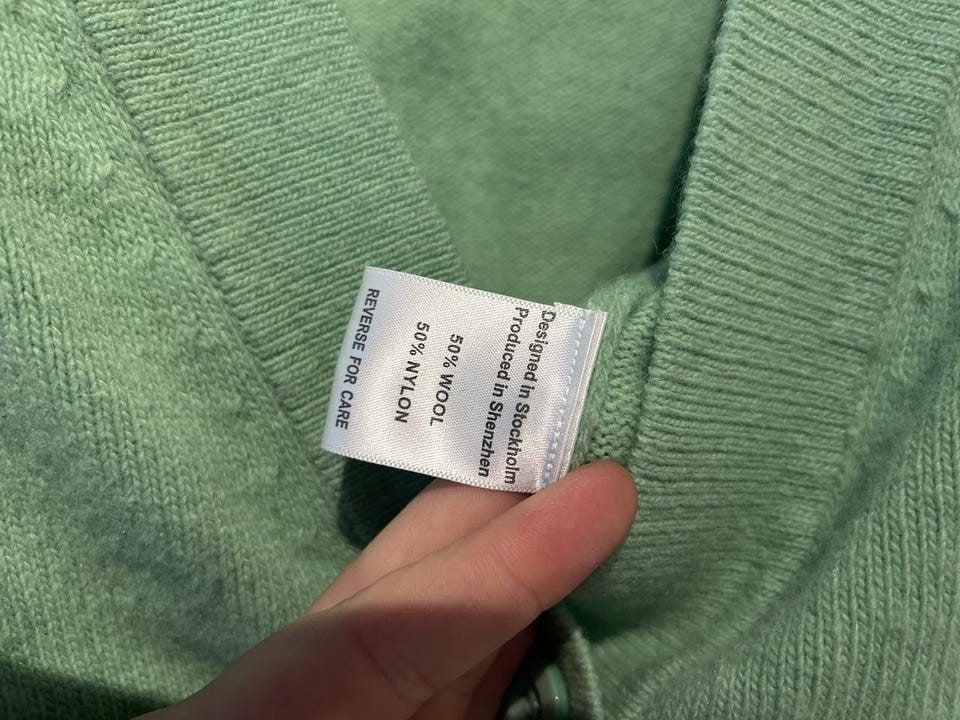 Designed in Stockholm
Produced in Shenzhen
50% WOOL
50% NYLON
REVERSE FOR CARE